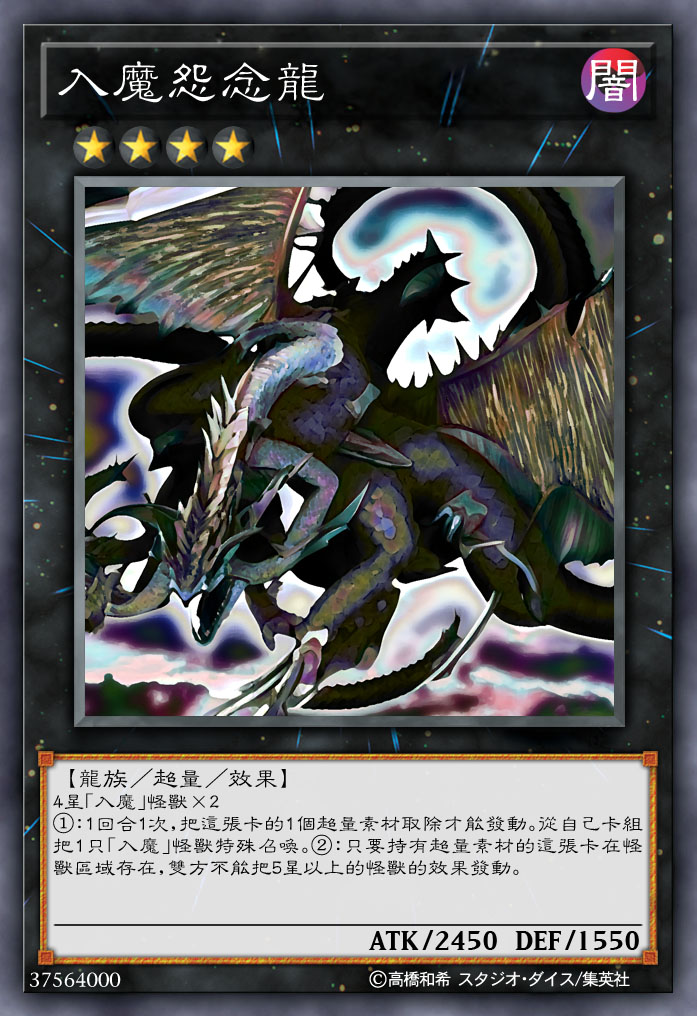 入魔怨念龍
闇
【龍族／超量／效果】
4星「入魔」怪獸×2
①：1回合1次，把這張卡的1個超量素材取除才能發動。從自己卡組
把1只「入魔」怪獸特殊召喚。②：只要持有超量素材的這張卡在怪
獸區域存在，雙方不能把5星以上的怪獸的效果發動。
ATK/2450 DEF/1550
37564000 ©高橋和希 スタジオ・ダイス/集英社